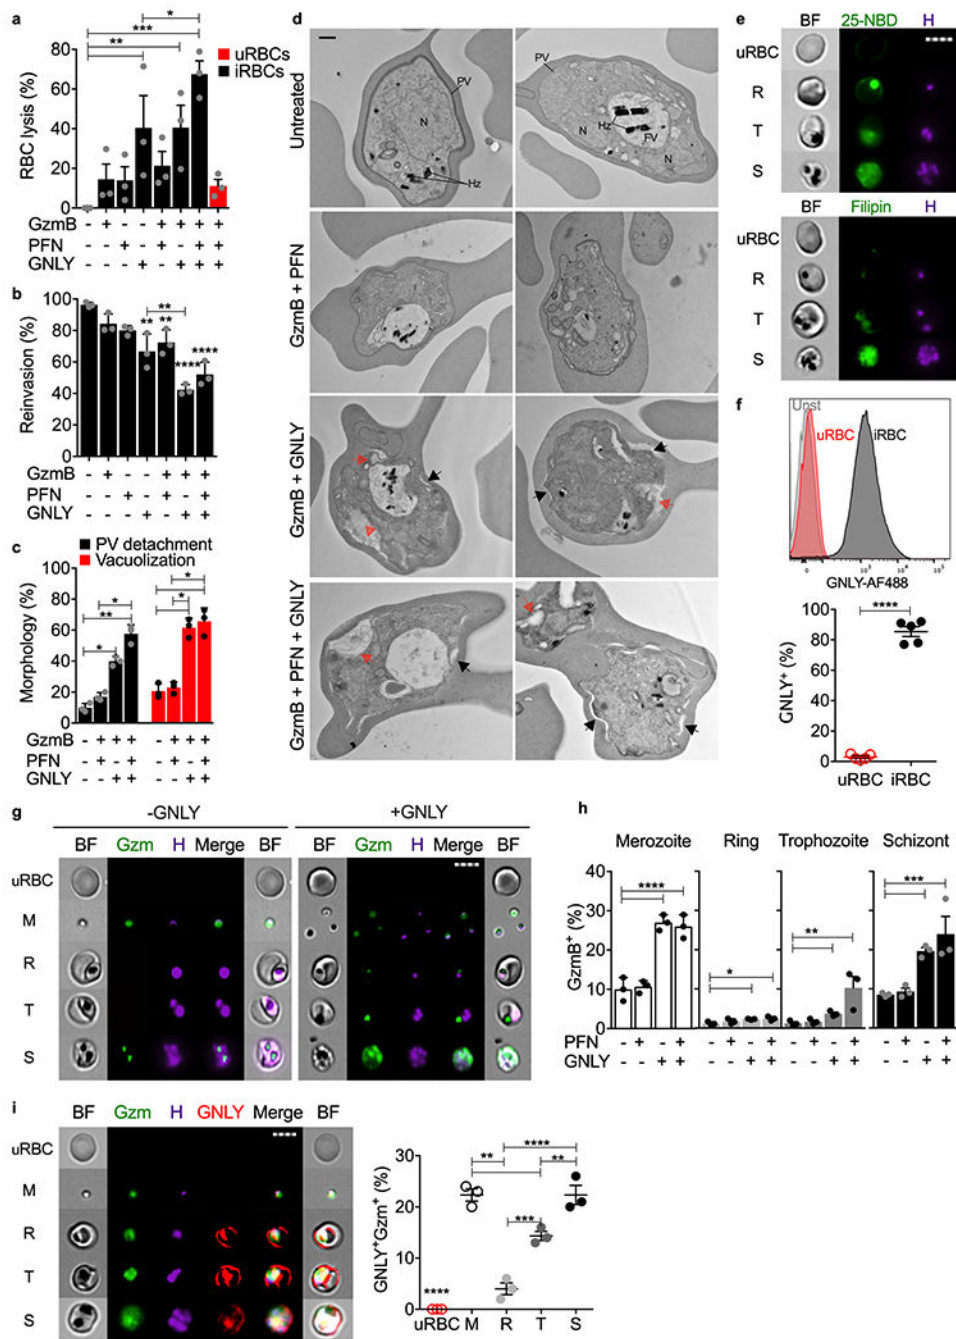 a
RBC lysis (%)
80
60
40
20
0
*
***
**
uRBCs
iRBCs
GzmB - + - - + - + +
PFN - - + - + + + +
GNLY - - - + - + + +
b
Reinvasion (%)
100
80
60
40
20
0
**
** **
**** ****
GzmB
PFN
GNLY
c
PV detachment
Vacuolization
Morphology (%)
100
80
60
40
20
0
*
**
*
*
*
GzmB - + + + - + + +
PFN - + - + - + - +
GNLY - - + + - - + +
d
Untreated
PV
N
Hz
PV
Hz
FV
N
N
GzmB + PFN
GzmB + GNLY
GzmB + PFN + GNLY
e
BF 25-NBD H
uRBC
R
T
S
BF Filipin H
uRBC
R
T
S
f
Unst
uRBC iRBC
GNLY-AF488
GNLY+ (%)
100
80
60
40
20
0
****
uRBC iRBC
g
-GNLY +GNLY
BF Gzm H Merge BF BF Gzm H Merge BF
uRBC
M
R
T
S
h
Merozoite Ring Trophozoite Schizont
GzmB+ (%)
40
30
20
10
0
****
*
**
***
PFN - + - + - + - + - + - + - + - +
GNLY - - + + - - + + - - + + - - + +
i
BF Gzm H GNLY Merge BF
uRBC
M
R
T
S
GNLY+Gzm+ (%)
30
20
10
0
****
** **
***
****
uRBC M R T S